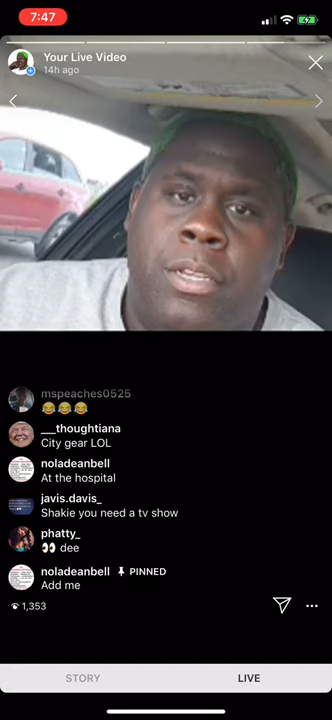 7:47
Your Live Video
14h ago
mspeaches0525
😂😂😂
___thoughtiana
City gear LOL
noladeanbell
At the hospital
javis.davis_
Shakie you need a tv show
phatty_
👀 dee
noladeanbell PINNED
Add me
1,353
STORY LIVE